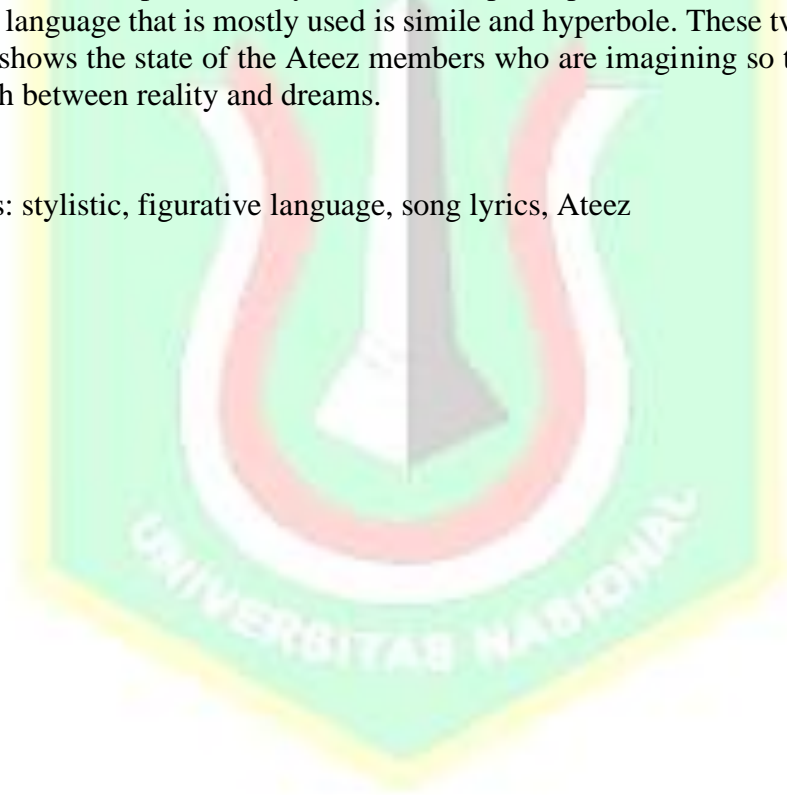 language that is mostly used is simile and hyperbole. These
shows the state of the Ateez members who are imagining so
between reality and dreams.
: stylistic, figurative language, song lyrics, Ateez
UNIVERSITAS NASIONAL